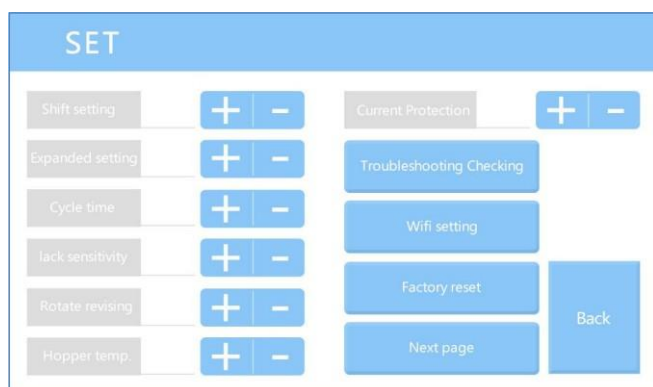 SET
Shift setting
Current Protection
Expanded setting
Troubleshooting Checking
Cycle time
Wifi setting
lack sensitivity
Factory reset
Rotate revising
Back
Hopper temp.
Next page